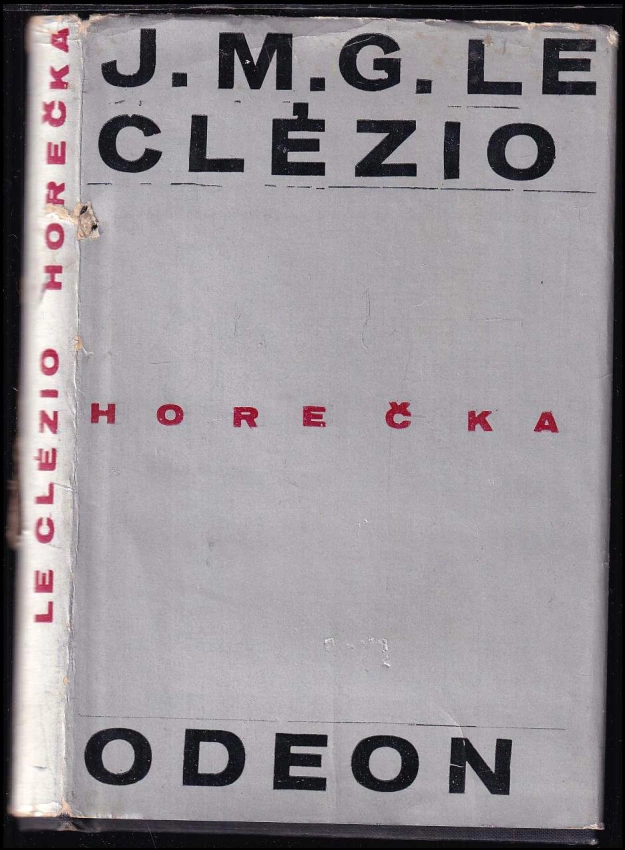 J. M. G. LE
CLÉZIO
HOREČKA
ODEON
LE CLÉZIO HOREČKA